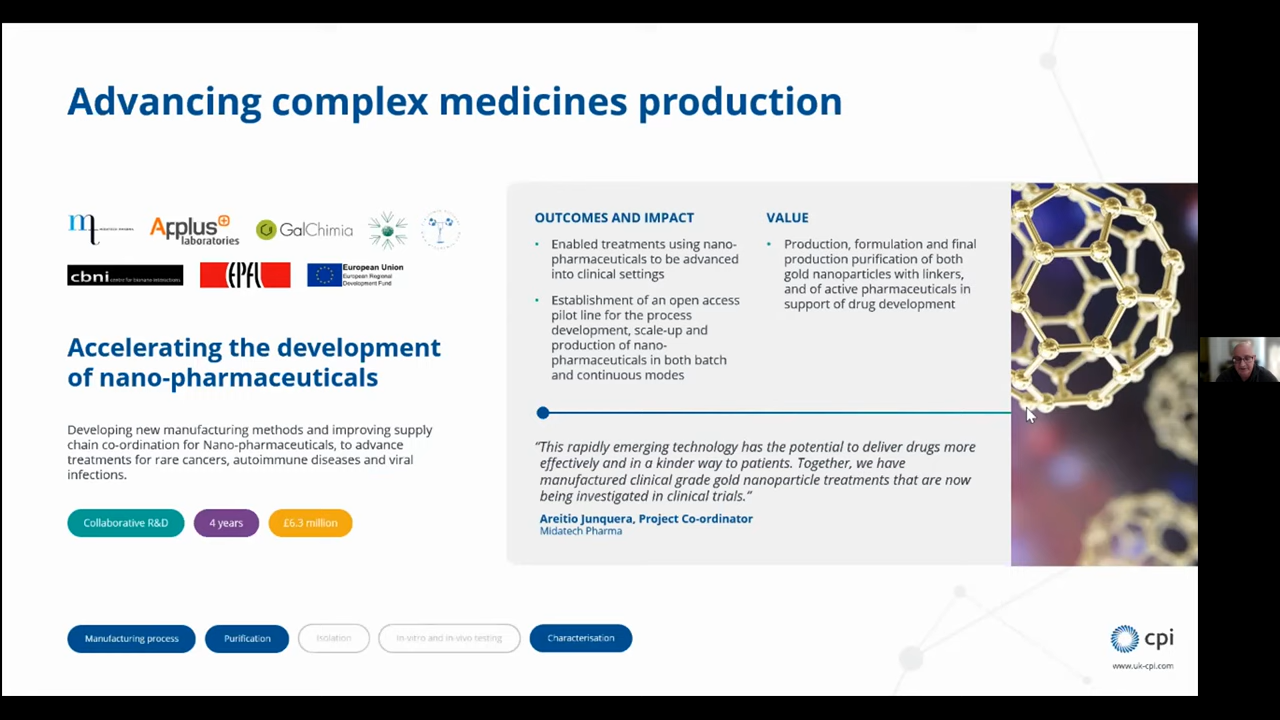 Advancing complex medicines production
mt MIDATECH PHARMA
Applus+ laboratories
GalChimia
cbni centre for bionano interactions
EPFL
European Union
European Regional
Development Fund
Accelerating the development
of nano-pharmaceuticals
Developing new manufacturing methods and improving supply
chain co-ordination for Nano-pharmaceuticals, to advance
treatments for rare cancers, autoimmune diseases and viral
infections.
Collaborative R&D
4 years
£6.3 million
OUTCOMES AND IMPACT
• Enabled treatments using nano-
pharmaceuticals to be advanced
into clinical settings
• Establishment of an open access
pilot line for the process
development, scale-up and
production of nano-
pharmaceuticals in both batch
and continuous modes
VALUE
• Production, formulation and final
production purification of both
gold nanoparticles with linkers,
and of active pharmaceuticals in
support of drug development
“This rapidly emerging technology has the potential to deliver drugs more
effectively and in a kinder way to patients. Together, we have
manufactured clinical grade gold nanoparticle treatments that are now
being investigated in clinical trials.”
Areitio Junquera, Project Co-ordinator
Midatech Pharma
Manufacturing process
Purification
Isolation
In-vitro and in-vivo testing
Characterisation
cpi
www.uk-cpi.com